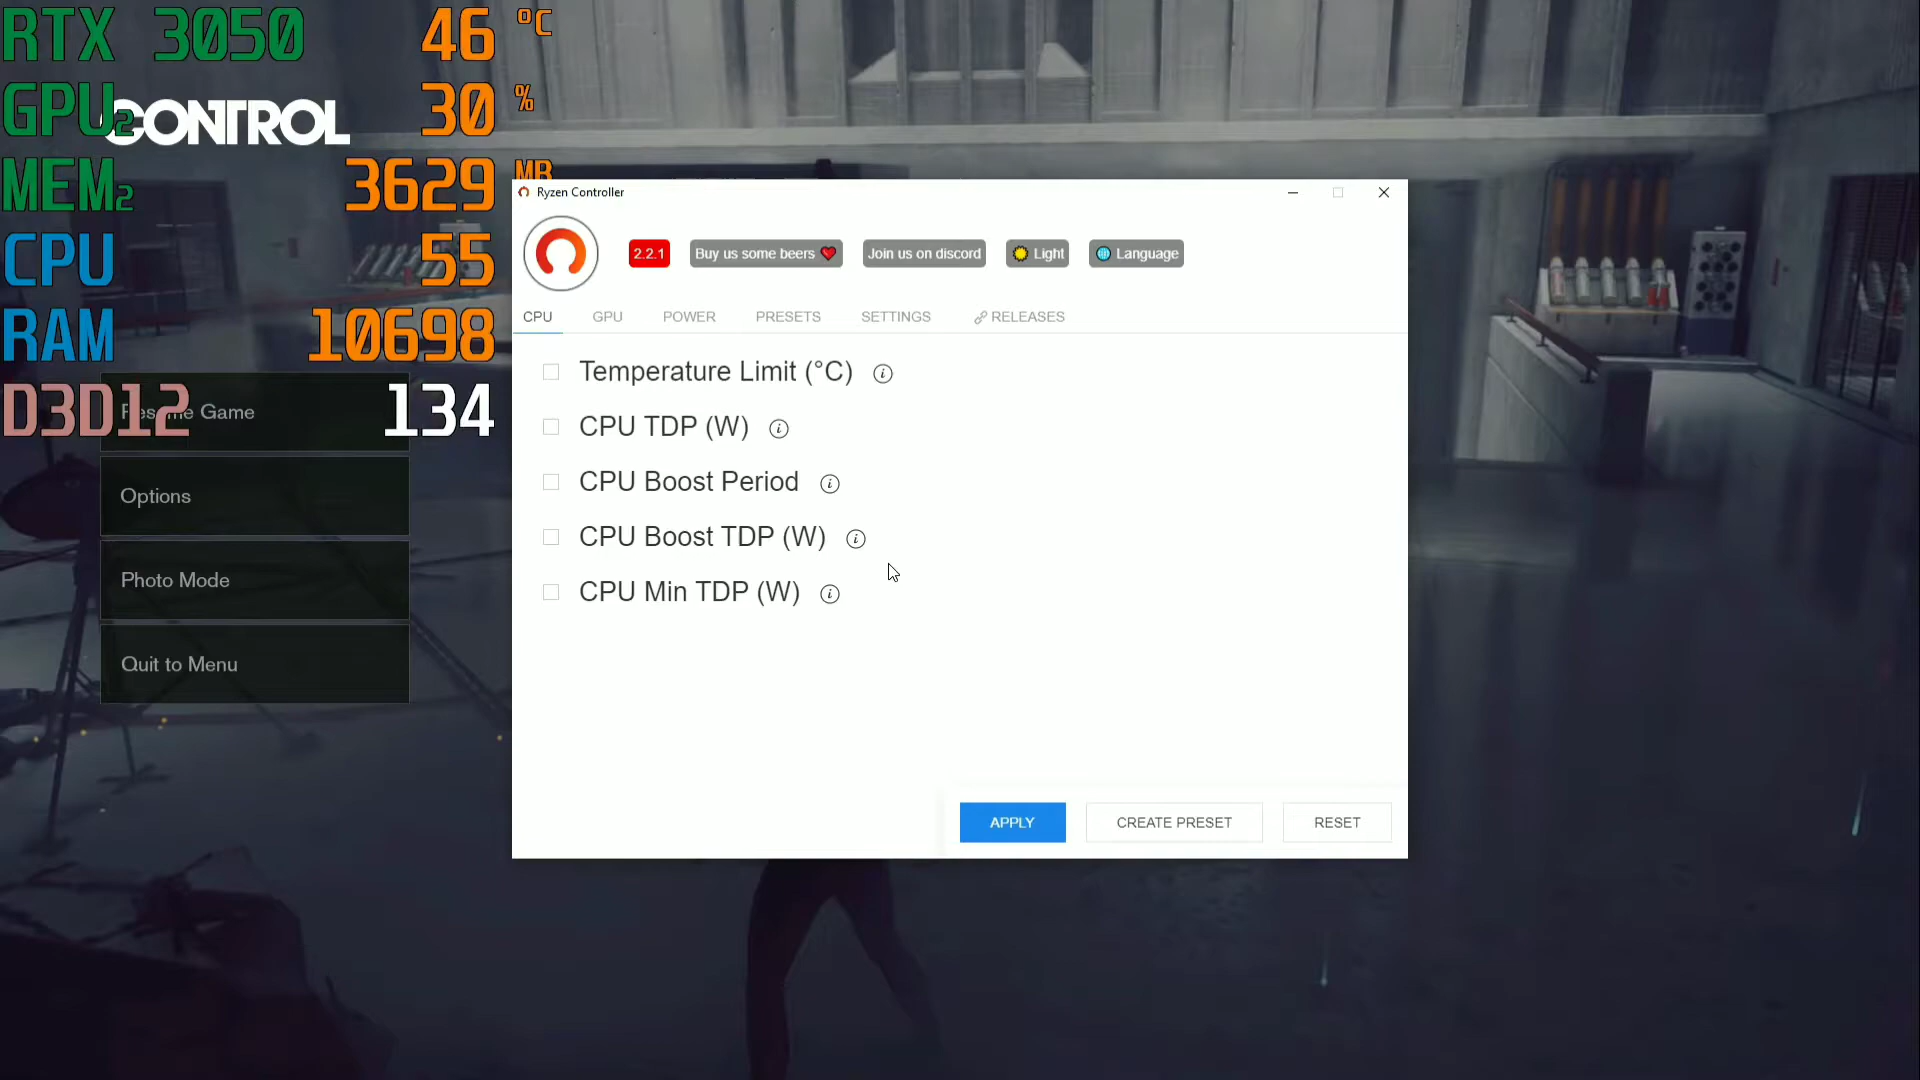 RTX 3050 46 °C
GPU2 30 %
CONTROL
MEM2 3629 MB
CPU 55
RAM 10698
D3D12 134
Resume Game
Options
Photo Mode
Quit to Menu
Ryzen Controller
2.2.1 Buy us some beers Join us on discord Light Language
CPU GPU POWER PRESETS SETTINGS RELEASES
Temperature Limit (°C)
CPU TDP (W)
CPU Boost Period
CPU Boost TDP (W)
CPU Min TDP (W)
APPLY CREATE PRESET RESET